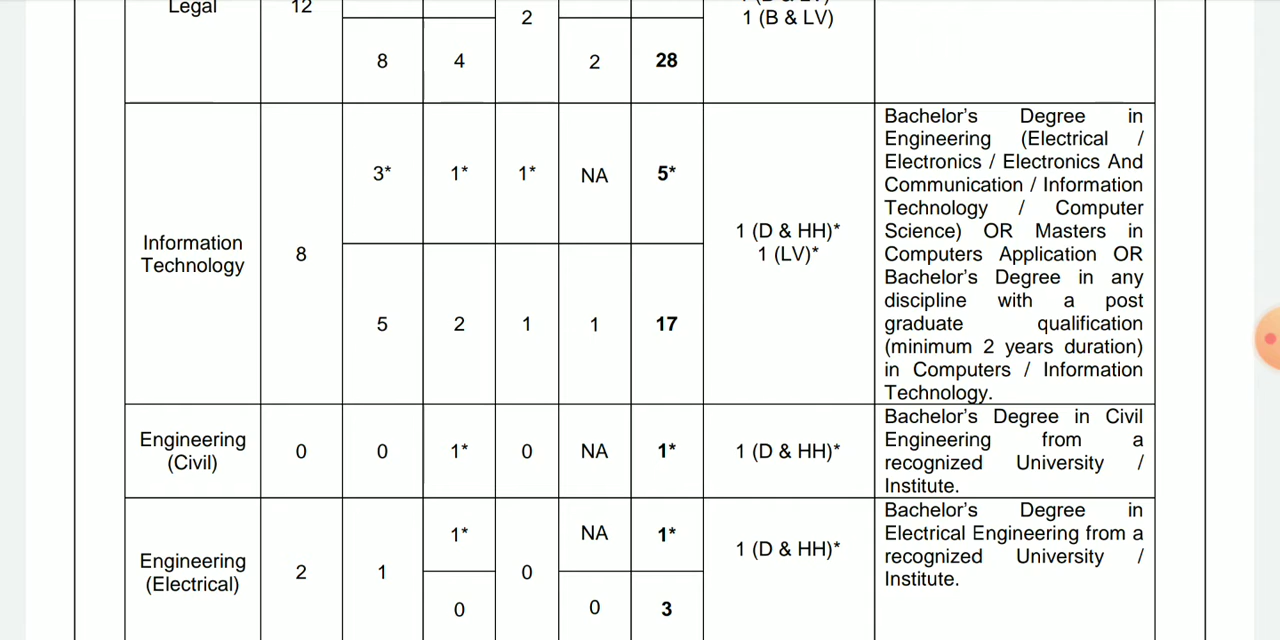 Legal
12
2
1 (B & LV)
8
4
2
28
Information
Technology
8
3*
1*
1*
NA
5*
5
2
1
1
17
1 (D & HH)*
1 (LV)*
Bachelor's Degree in
Engineering (Electrical /
Electronics / Electronics And
Communication / Information
Technology / Computer
Science) OR Masters in
Computers Application OR
Bachelor's Degree in any
discipline with a post
graduate qualification
(minimum 2 years duration)
in Computers / Information
Technology.
Engineering
(Civil)
0
0
1*
0
NA
1*
1 (D & HH)*
Bachelor's Degree in Civil
Engineering from a
recognized University /
Institute.
Engineering
(Electrical)
2
1
1*
0
0
NA
0
1*
3
1 (D & HH)*
Bachelor's Degree in
Electrical Engineering from a
recognized University /
Institute.